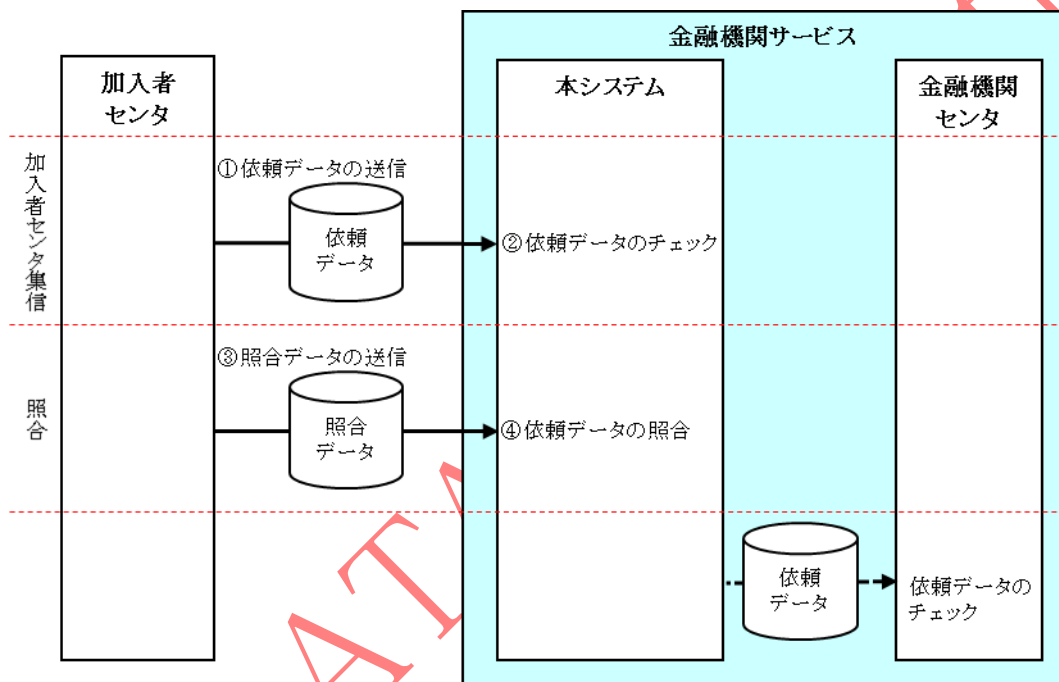 金融機関サービス
加入者
センタ
本システム
金融機関
センタ
加入者センタ集信
①依頼データの送信
依頼
データ
②依頼データのチェック
照合
③照合データの送信
照合
データ
④依頼データの照合
依頼
データ
依頼データの
チェック
ATA